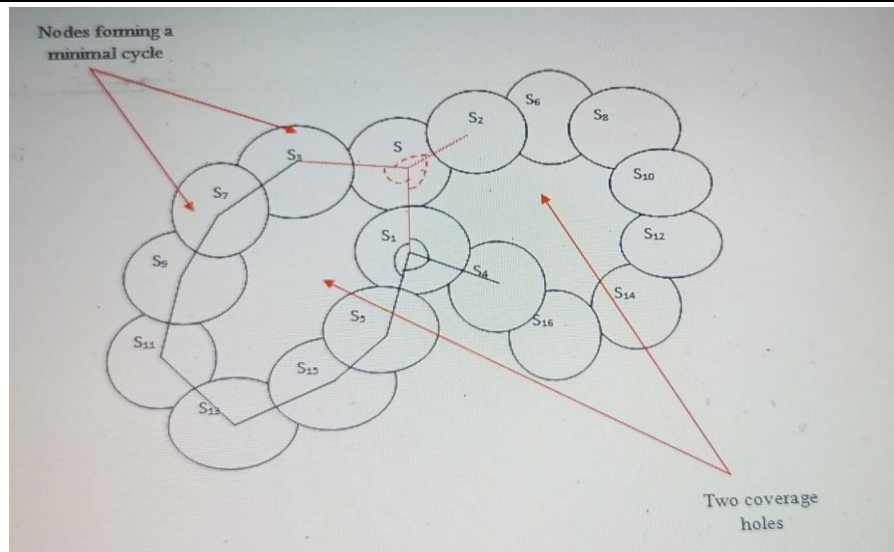 Nodes forming a
minimal cycle
S6
S2
S8
S
S3
S10
S7
S1
S12
S9
S4
S14
S5
S16
S11
S15
S13
Two coverage
holes